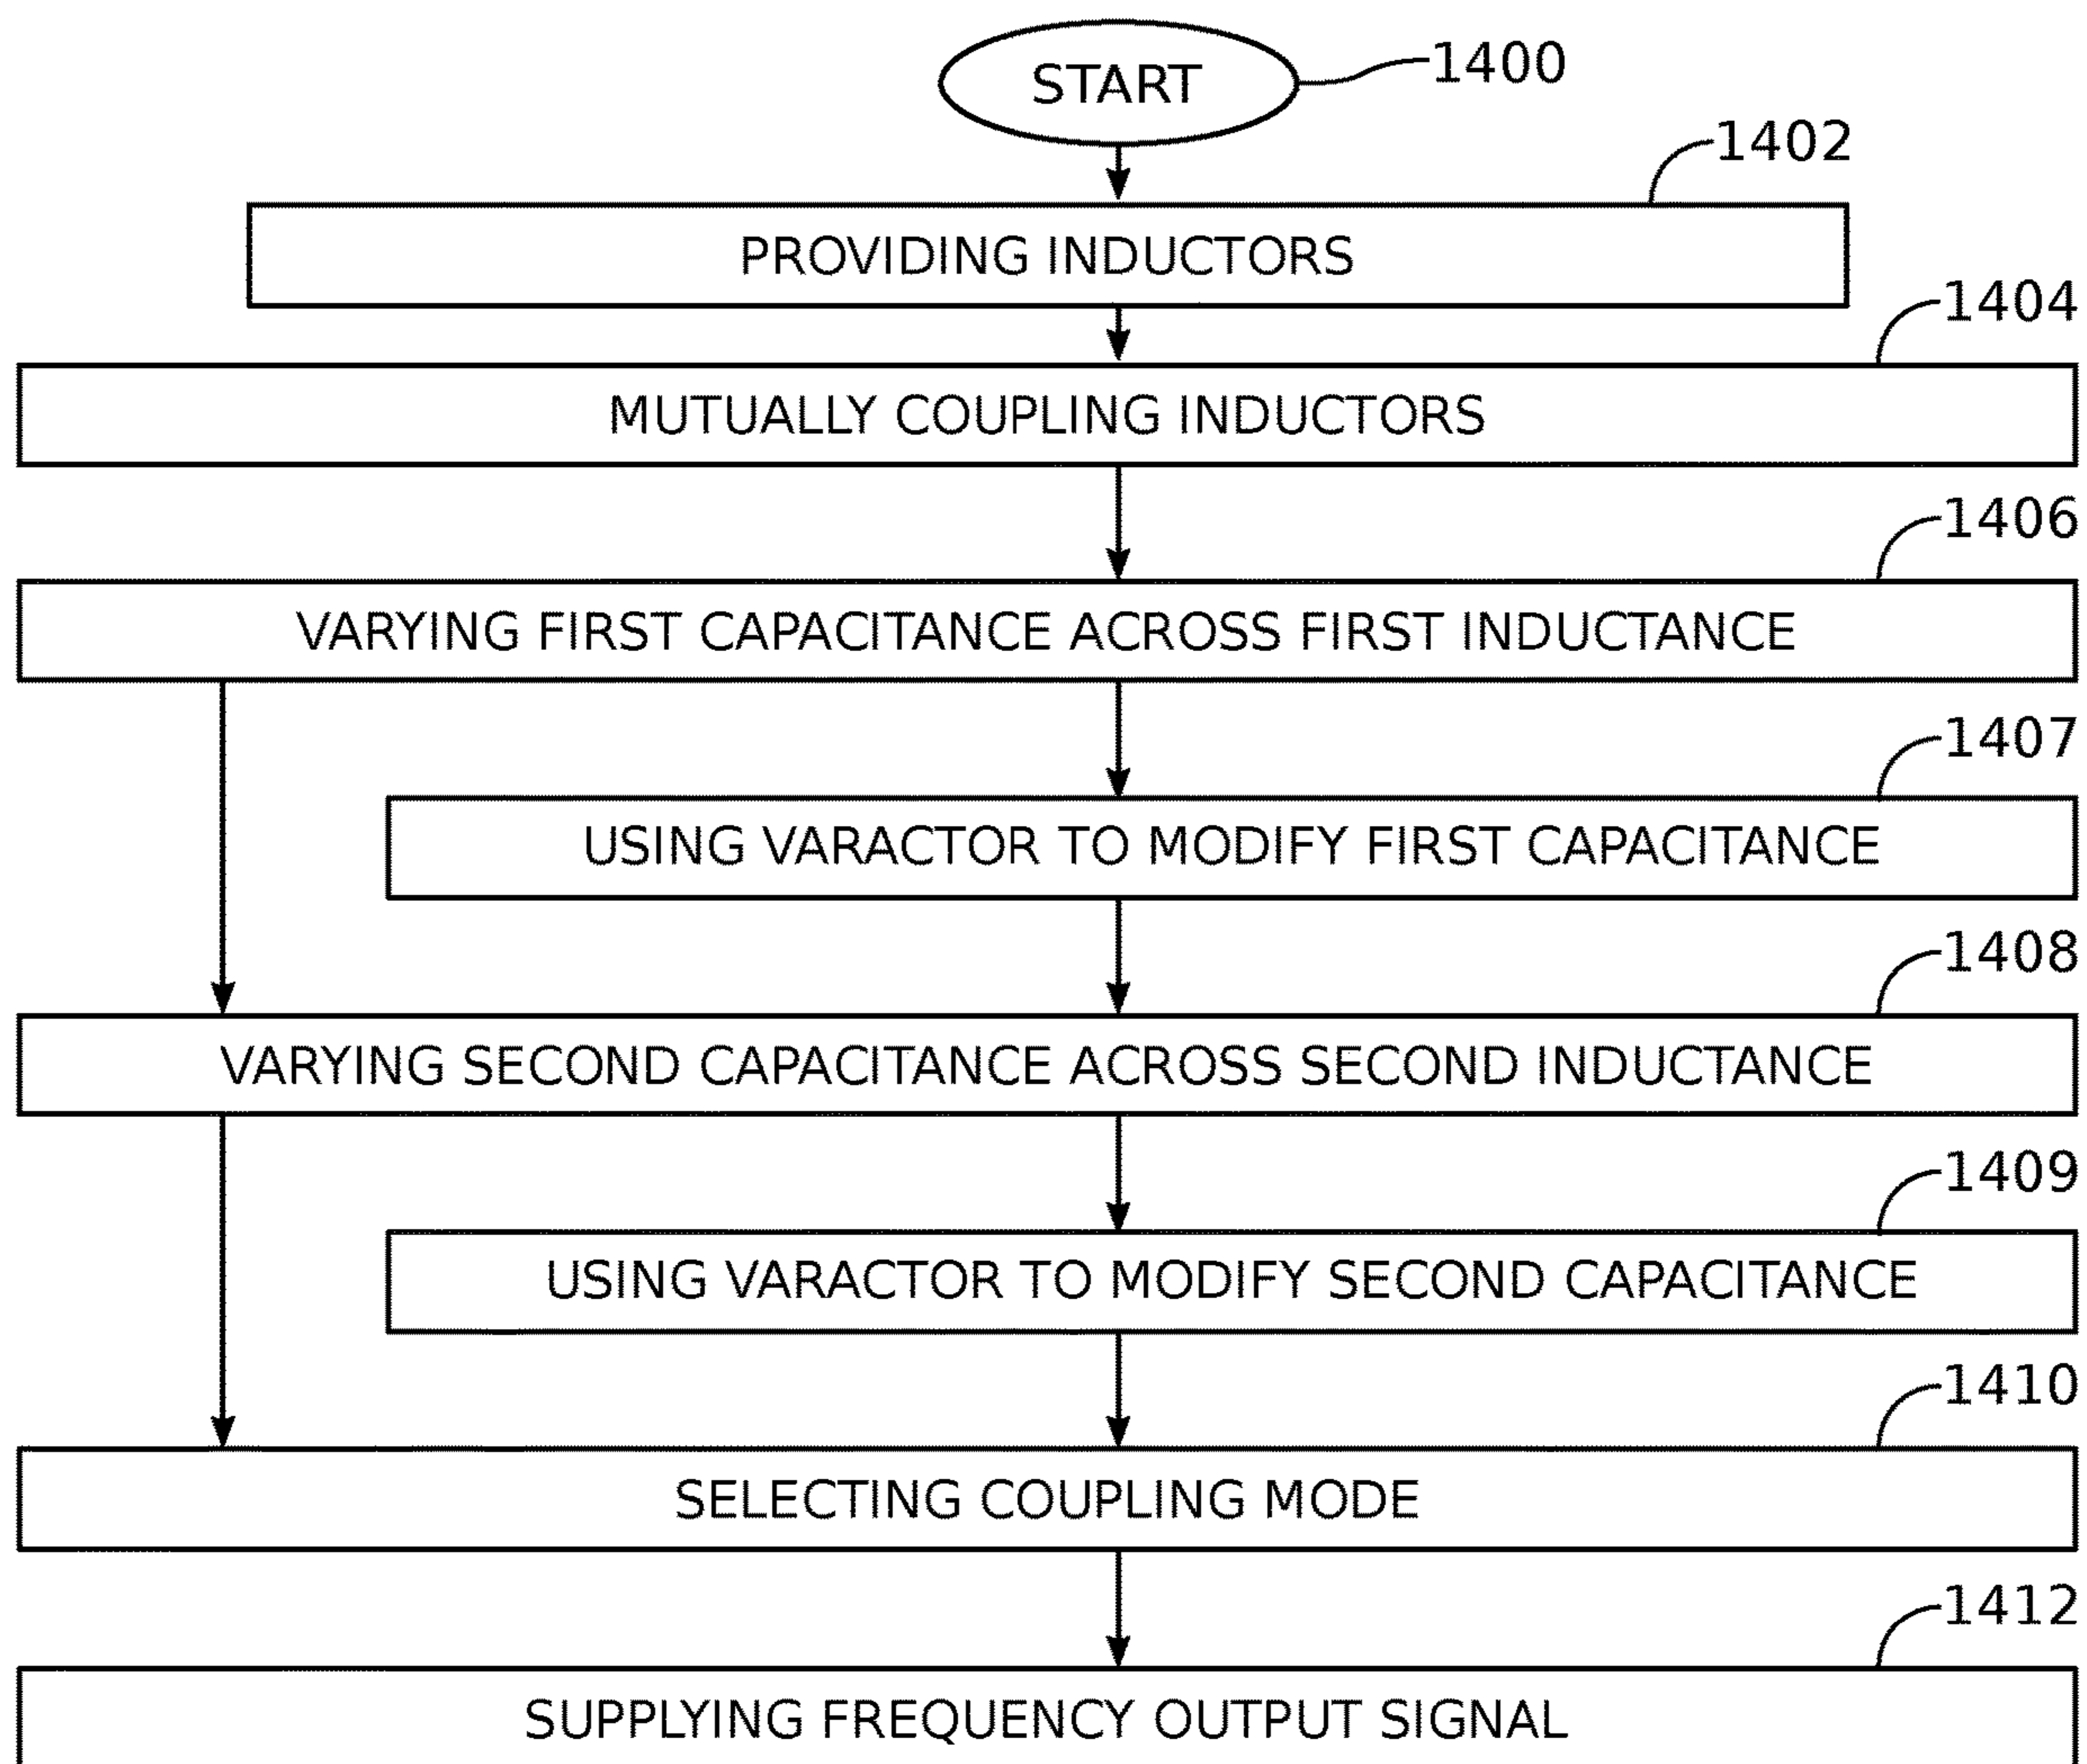 START
1400
1402
PROVIDING INDUCTORS
1404
MUTUALLY COUPLING INDUCTORS
1406
VARYING FIRST CAPACITANCE ACROSS FIRST INDUCTANCE
1407
USING VARACTOR TO MODIFY FIRST CAPACITANCE
1408
VARYING SECOND CAPACITANCE ACROSS SECOND INDUCTANCE
1409
USING VARACTOR TO MODIFY SECOND CAPACITANCE
1410
SELECTING COUPLING MODE
1412
SUPPLYING FREQUENCY OUTPUT SIGNAL